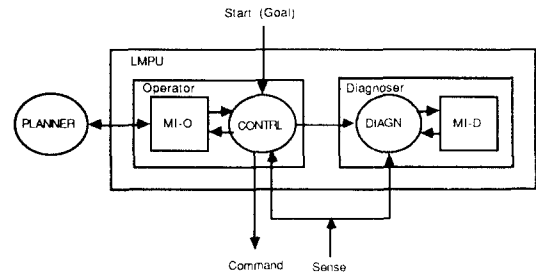 Start (Goal)
LMPU
Operator
Diagnoser
PLANNER
MI-O
CONTRL
DIAGN
MI-D
Command
Sense